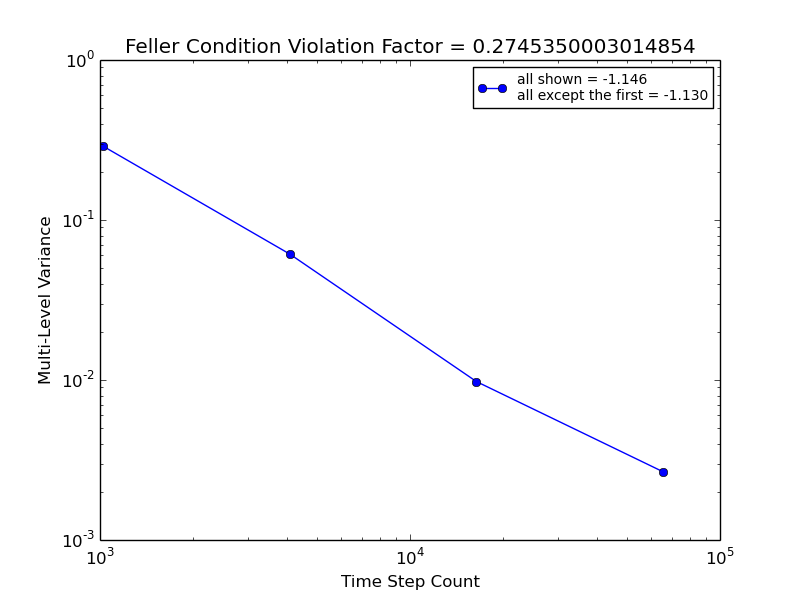 Feller Condition Violation Factor = 0.2745350003014854
all shown = -1.146
all except the first = -1.130
10^0
10^-1
10^-2
10^-3
Multi-Level Variance
10^3
10^4
10^5
Time Step Count